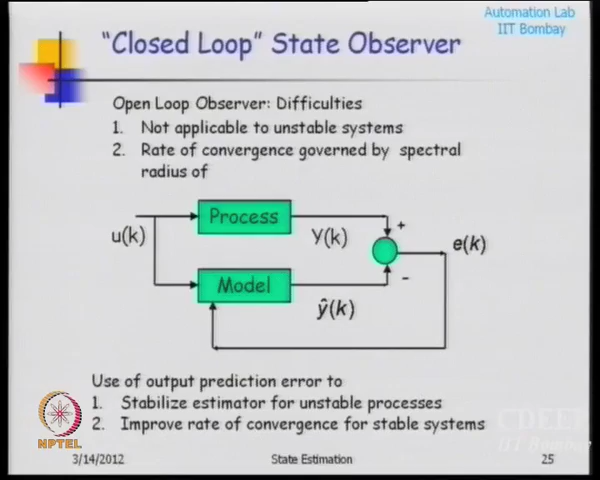 Automation Lab
IIT Bombay
"Closed Loop" State Observer
Open Loop Observer: Difficulties
1. Not applicable to unstable systems
2. Rate of convergence governed by spectral
radius of
Process
u(k)
Y(k)
+
e(k)
Model
-
ŷ(k)
Use of output prediction error to
1. Stabilize estimator for unstable processes
2. Improve rate of convergence for stable systems
NPTEL
CDEEP
IIT Bombay
3/14/2012 State Estimation 25